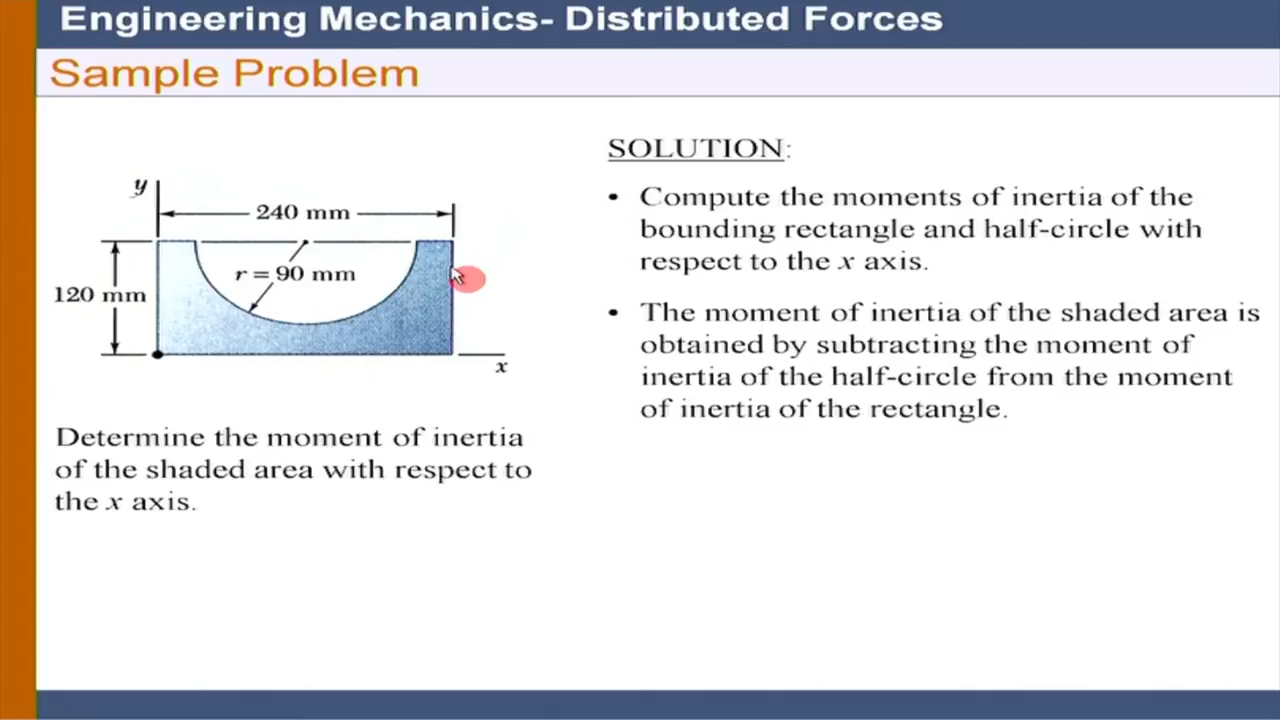 Engineering Mechanics- Distributed Forces
Sample Problem
y
240 mm
r = 90 mm
120 mm
x
Determine the moment of inertia
of the shaded area with respect to
the x axis.
SOLUTION:
• Compute the moments of inertia of the
bounding rectangle and half-circle with
respect to the x axis.
• The moment of inertia of the shaded area is
obtained by subtracting the moment of
inertia of the half-circle from the moment
of inertia of the rectangle.